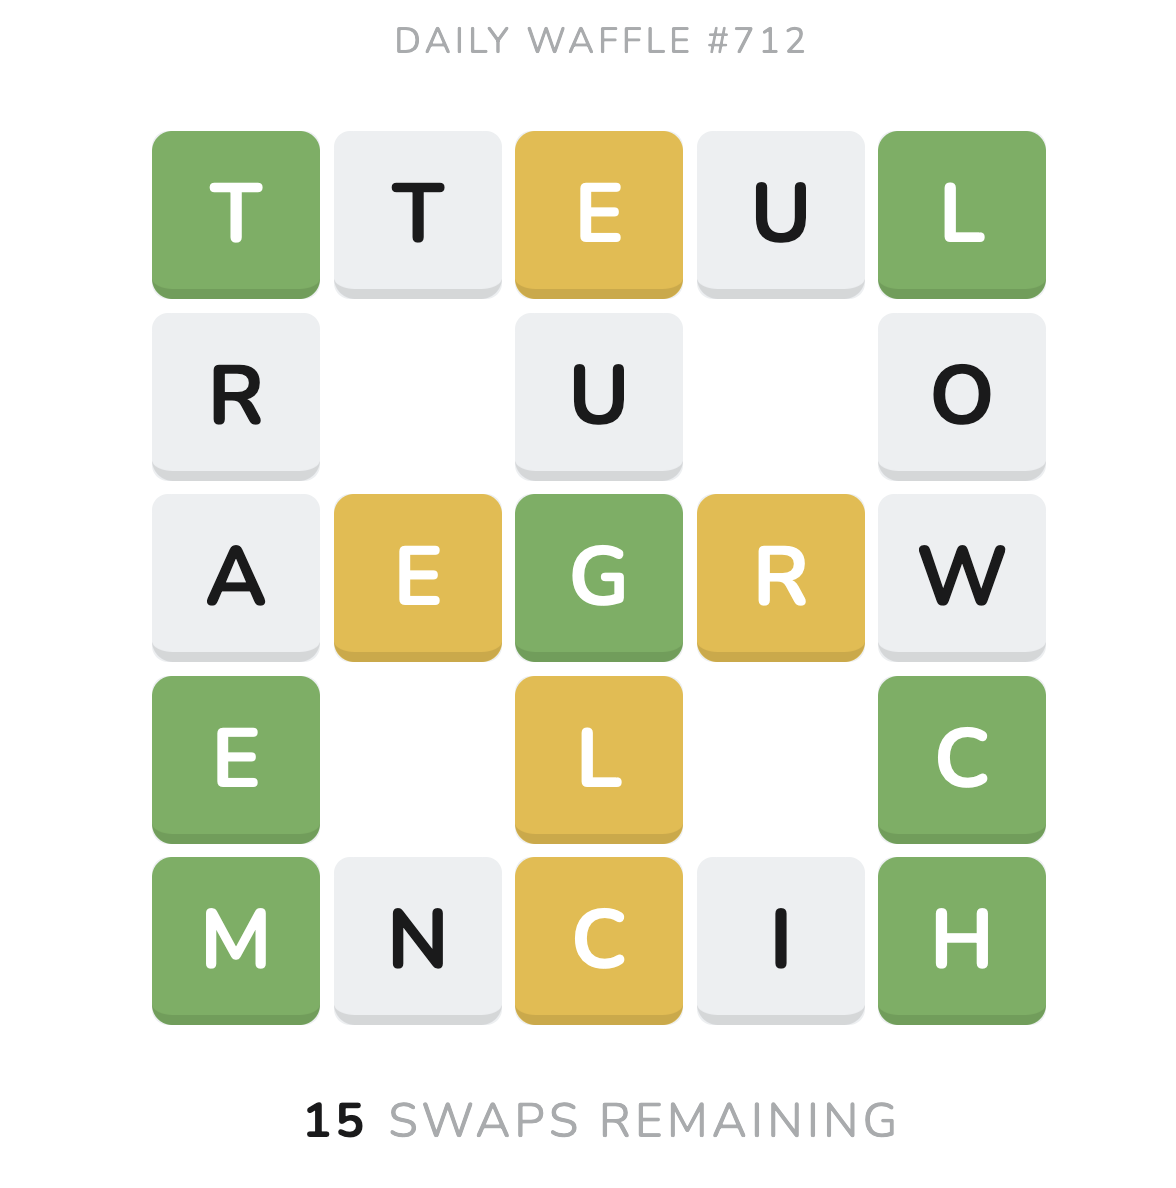 DAILY WAFFLE #712
T T E U L
R U O
A E G R W
E L C
M N C I H
15 SWAPS REMAINING